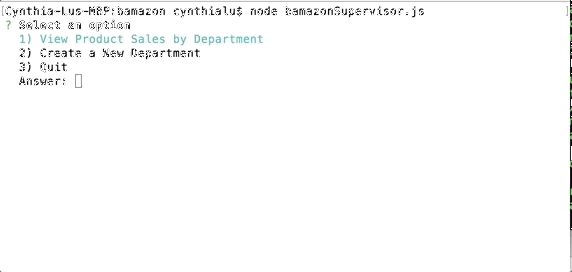 [Cynthia-Lus-MBP:bamazon cynthialu$ node bamazonSupervisor.js ]
? Select an option
1) View Product Sales by Department
2) Create a New Department
3) Quit
Answer: